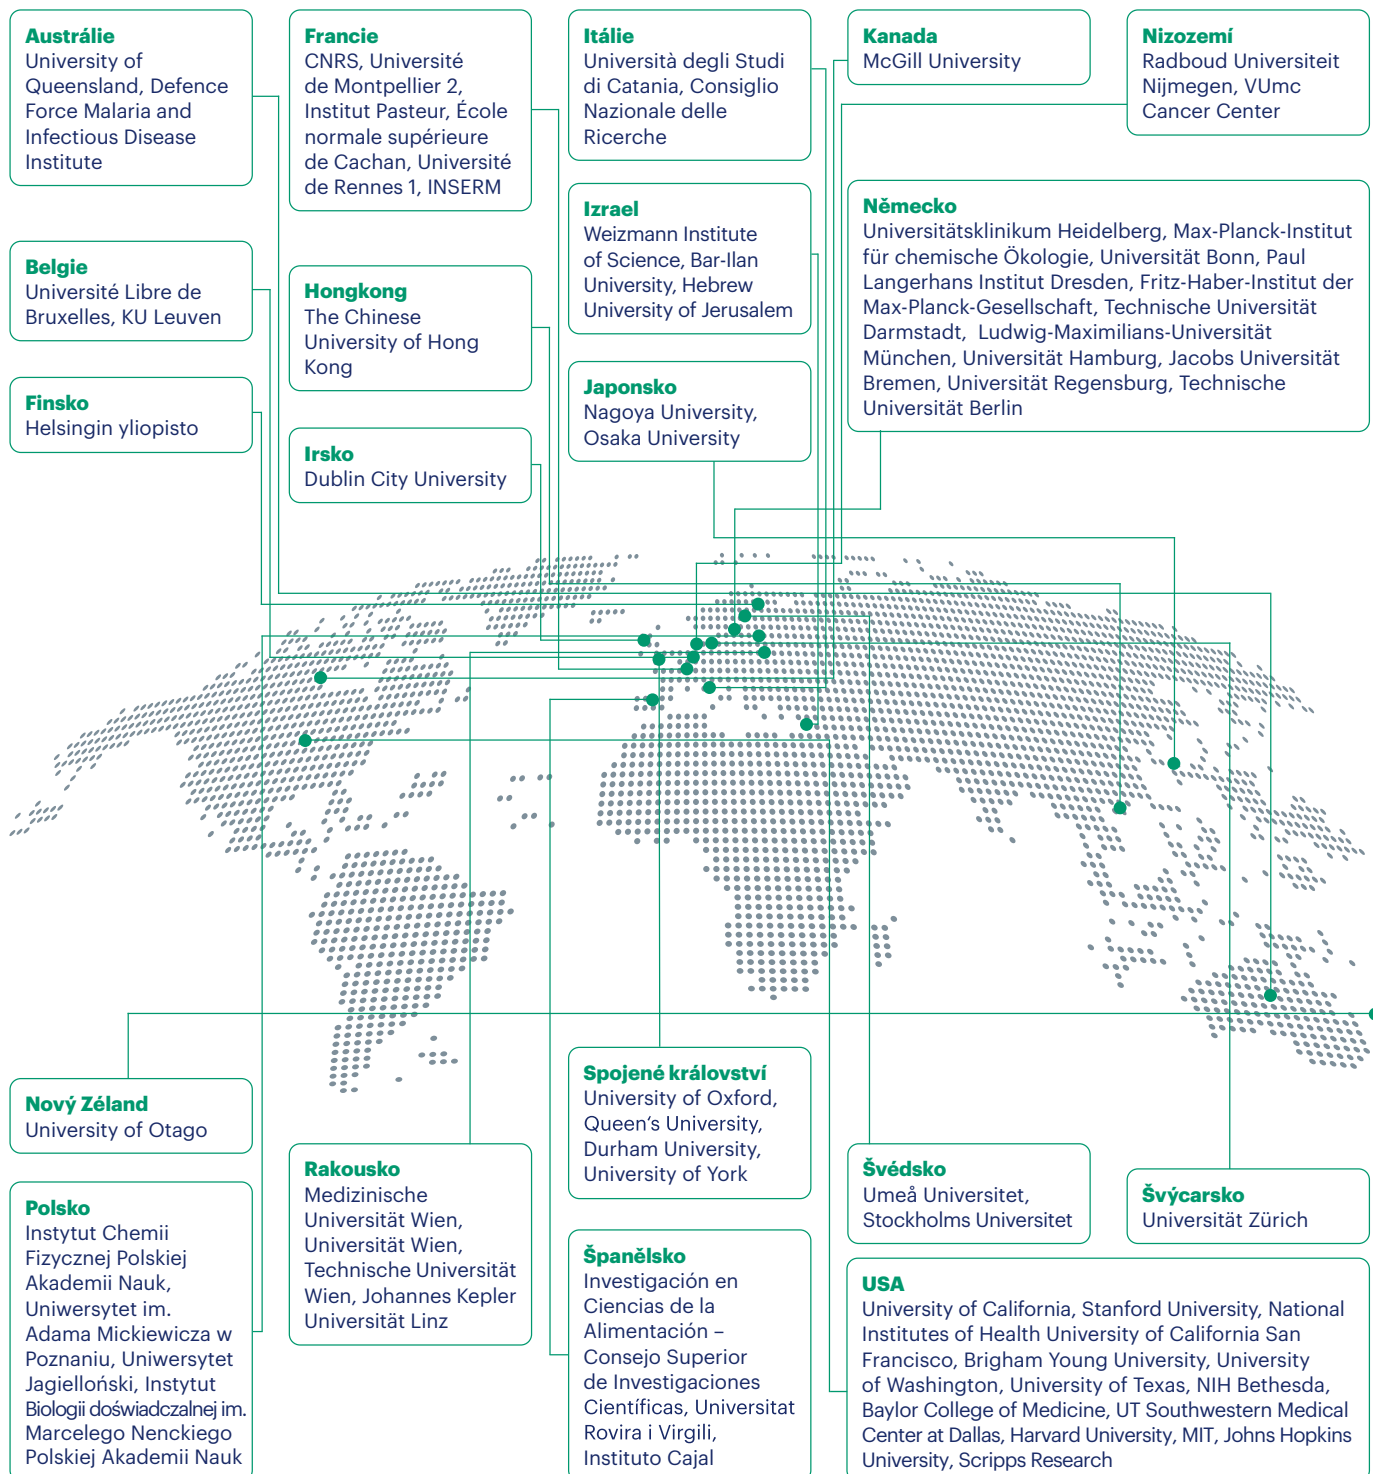 Austrálie
University of
Queensland, Defence
Force Malaria and
Infectious Disease
Institute
Belgie
Université Libre de
Bruxelles, KU Leuven
Finsko
Helsingin yliopisto
Francie
CNRS, Université
de Montpellier 2,
Institut Pasteur, École
normale supérieure
de Cachan, Université
de Rennes 1, INSERM
Hongkong
The Chinese
University of Hong
Kong
Irsko
Dublin City University
Itálie
Università degli Studi
di Catania, Consiglio
Nazionale delle
Ricerche
Izrael
Weizmann Institute
of Science, Bar-Ilan
University, Hebrew
University of Jerusalem
Japonsko
Nagoya University,
Osaka University
Kanada
McGill University
Nizozemí
Radboud Universiteit
Nijmegen, VUmc
Cancer Center
Německo
Universitätsklinikum Heidelberg, Max-Planck-Institut
für chemische Ökologie, Universität Bonn, Paul
Langerhans Institut Dresden, Fritz-Haber-Institut der
Max-Planck-Gesellschaft, Technische Universität
Darmstadt, Ludwig-Maximilians-Universität
München, Universität Hamburg, Jacobs Universität
Bremen, Universität Regensburg, Technische
Universität Berlin
Nový Zéland
University of Otago
Polsko
Instytut Chemii
Fizycznej Polskiej
Akademii Nauk,
Uniwersytet im.
Adama Mickiewicza w
Poznaniu, Uniwersytet
Jagielloński, Instytut
Biologii doświadczalnej im.
Marcelego Nenckiego
Polskiej Akademii Nauk
Rakousko
Medizinische
Universität Wien,
Universität Wien,
Technische Universität
Wien, Johannes Kepler
Universität Linz
Spojené království
University of Oxford,
Queen‘s University,
Durham University,
University of York
Španělsko
Investigación en
Ciencias de la
Alimentación –
Consejo Superior
de Investigaciones
Científicas, Universitat
Rovira i Virgili,
Instituto Cajal
Švédsko
Umeå Universitet,
Stockholms Universitet
Švýcarsko
Universität Zürich
USA
University of California, Stanford University, National
Institutes of Health University of California San
Francisco, Brigham Young University, University
of Washington, University of Texas, NIH Bethesda,
Baylor College of Medicine, UT Southwestern Medical
Center at Dallas, Harvard University, MIT, Johns Hopkins
University, Scripps Research